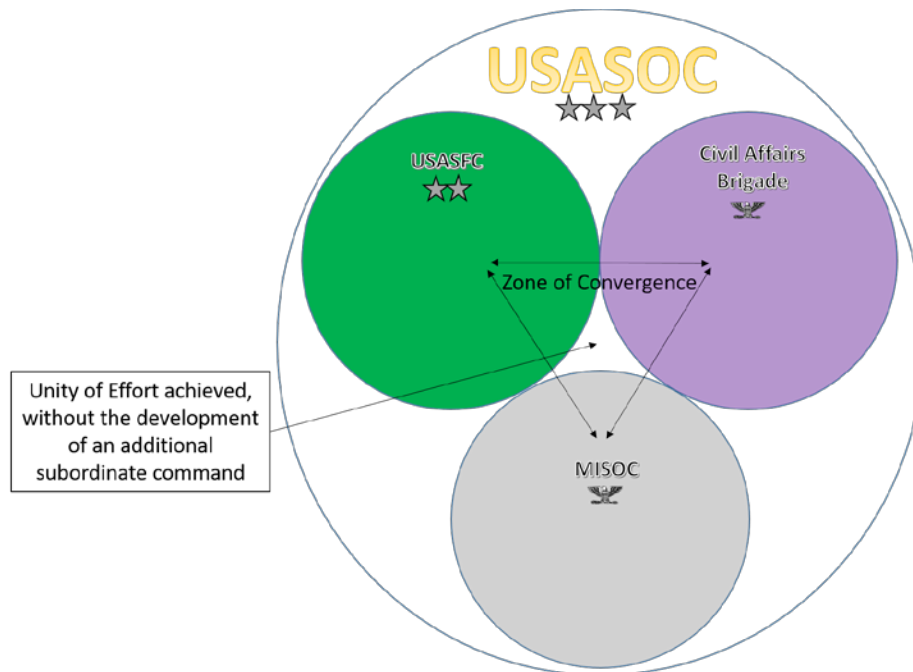 USASOC
USASFC
Civil Affairs
Brigade
Zone of Convergence
Unity of Effort achieved,
without the development
of an additional
subordinate command
MISOC